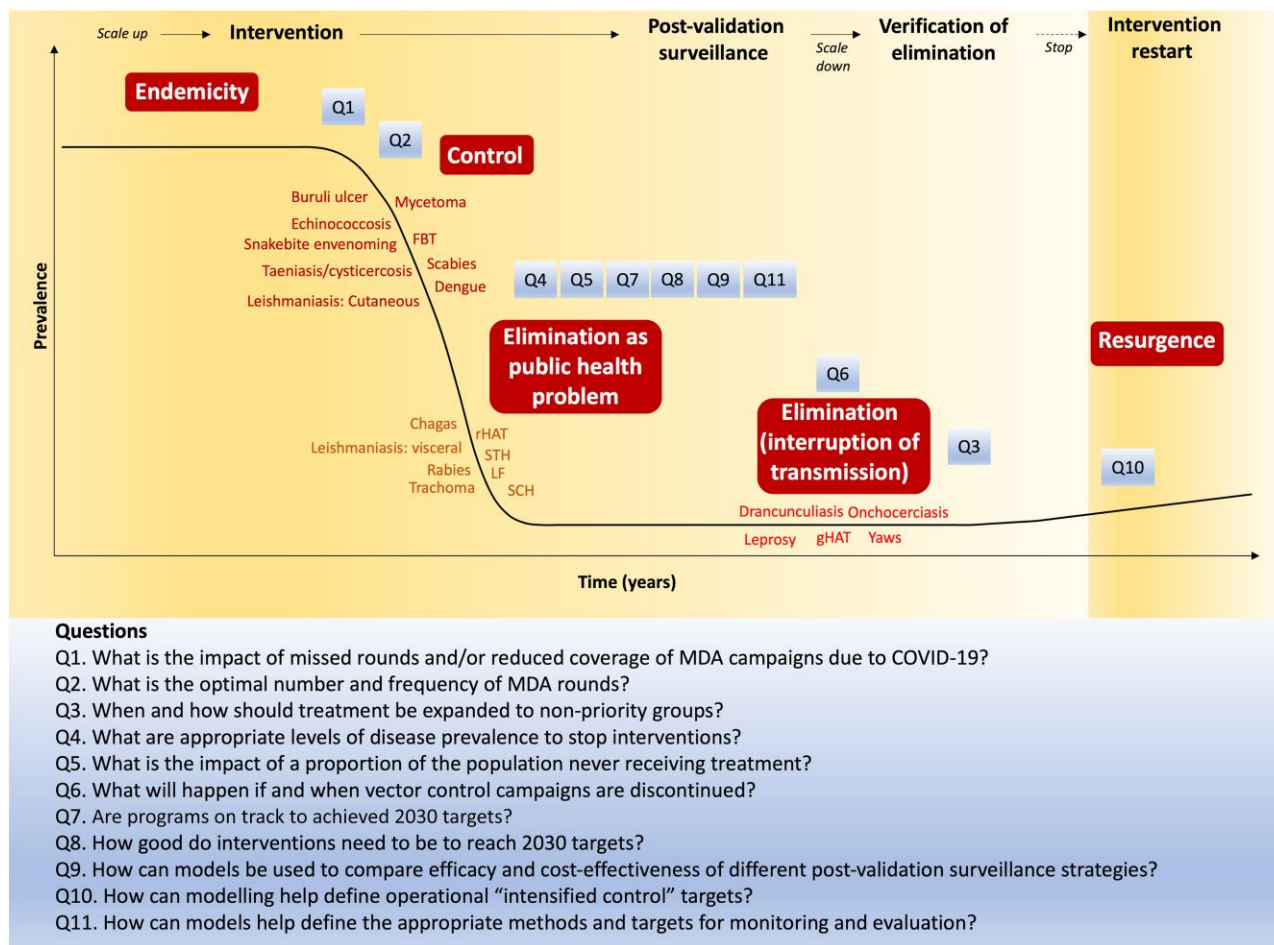 Scale up
Intervention
Post-validation
surveillance
Scale
down
Verification of
elimination
Stop
Intervention
restart
Endemicity
Q1
Q2
Control
Buruli ulcer
Mycetoma
Echinococcosis
Snakebite envenoming
FBT
Taeniasis/cysticercosis
Scabies
Dengue
Leishmaniasis: Cutaneous
Q4 Q5 Q7 Q8 Q9 Q11
Prevalence
Elimination as
public health
problem
Resurgence
Q6
Elimination
(interruption of
transmission)
Q3
Q10
Chagas
rHAT
Leishmaniasis: visceral
STH
Rabies
LF
Trachoma
SCH
Drancunculiasis Onchocerciasis
Leprosy gHAT Yaws
Time (years)
Questions
Q1. What is the impact of missed rounds and/or reduced coverage of MDA campaigns due to COVID-19?
Q2. What is the optimal number and frequency of MDA rounds?
Q3. When and how should treatment be expanded to non-priority groups?
Q4. What are appropriate levels of disease prevalence to stop interventions?
Q5. What is the impact of a proportion of the population never receiving treatment?
Q6. What will happen if and when vector control campaigns are discontinued?
Q7. Are programs on track to achieved 2030 targets?
Q8. How good do interventions need to be to reach 2030 targets?
Q9. How can models be used to compare efficacy and cost-effectiveness of different post-validation surveillance strategies?
Q10. How can modelling help define operational “intensified control” targets?
Q11. How can models help define the appropriate methods and targets for monitoring and evaluation?